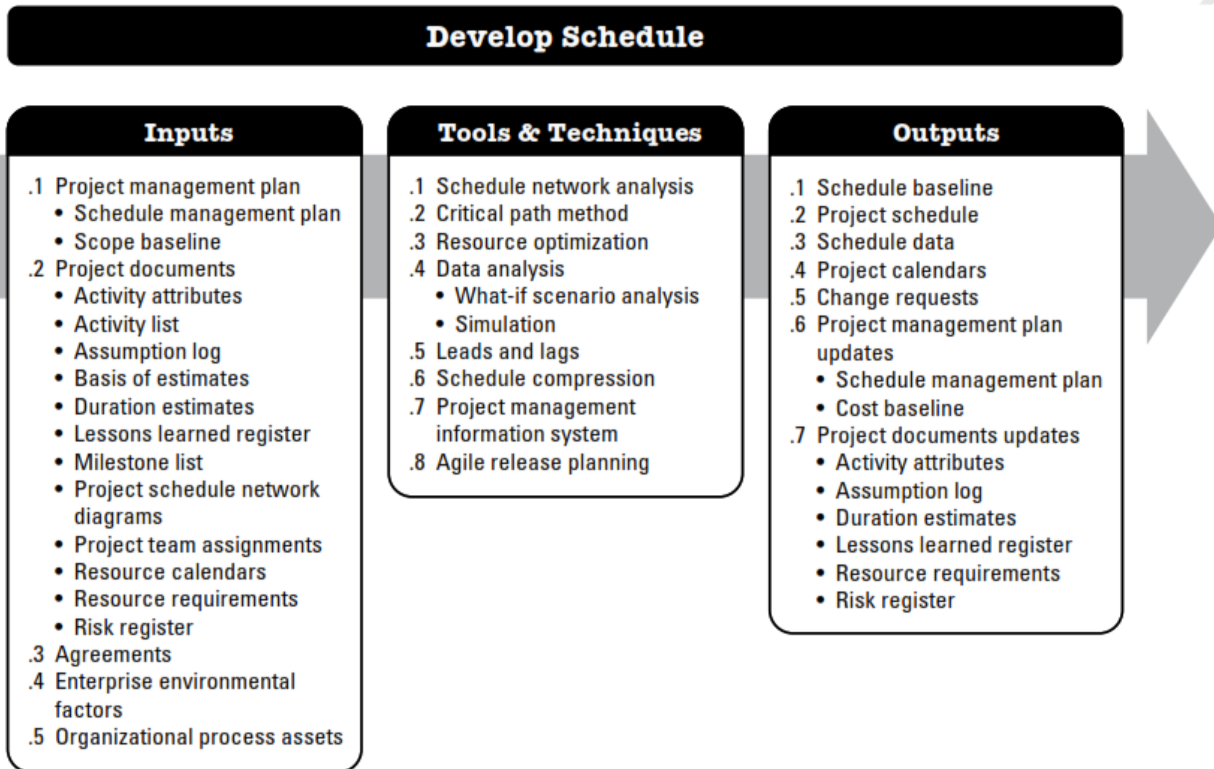 Develop Schedule
Inputs
.1 Project management plan
• Schedule management plan
• Scope baseline
.2 Project documents
• Activity attributes
• Activity list
• Assumption log
• Basis of estimates
• Duration estimates
• Lessons learned register
• Milestone list
• Project schedule network
diagrams
• Project team assignments
• Resource calendars
• Resource requirements
• Risk register
.3 Agreements
.4 Enterprise environmental
factors
.5 Organizational process assets
Tools & Techniques
.1 Schedule network analysis
.2 Critical path method
.3 Resource optimization
.4 Data analysis
• What-if scenario analysis
• Simulation
.5 Leads and lags
.6 Schedule compression
.7 Project management
information system
.8 Agile release planning
Outputs
.1 Schedule baseline
.2 Project schedule
.3 Schedule data
.4 Project calendars
.5 Change requests
.6 Project management plan
updates
• Schedule management plan
• Cost baseline
.7 Project documents updates
• Activity attributes
• Assumption log
• Duration estimates
• Lessons learned register
• Resource requirements
• Risk register